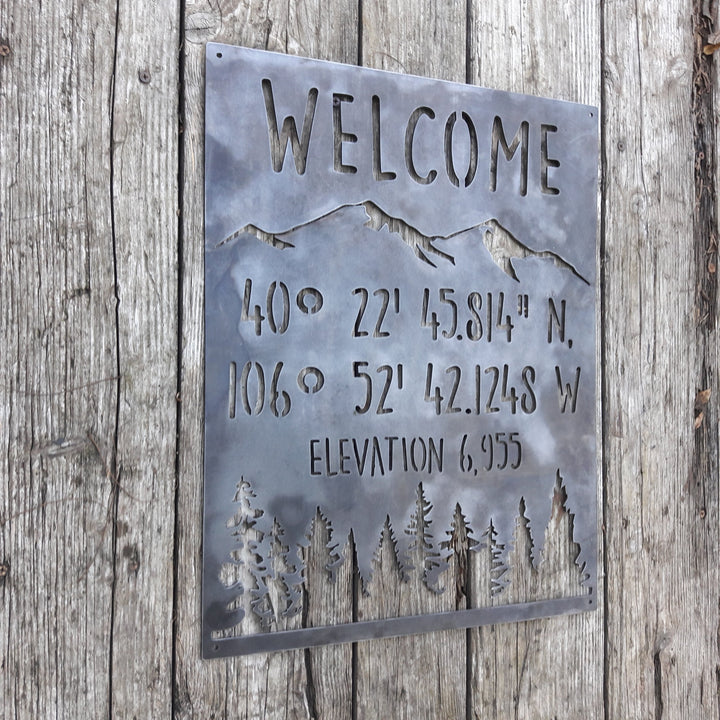 WELCOME
40° 22' 45.814" N,
106° 52' 42.1248 W
ELEVATION 6,955